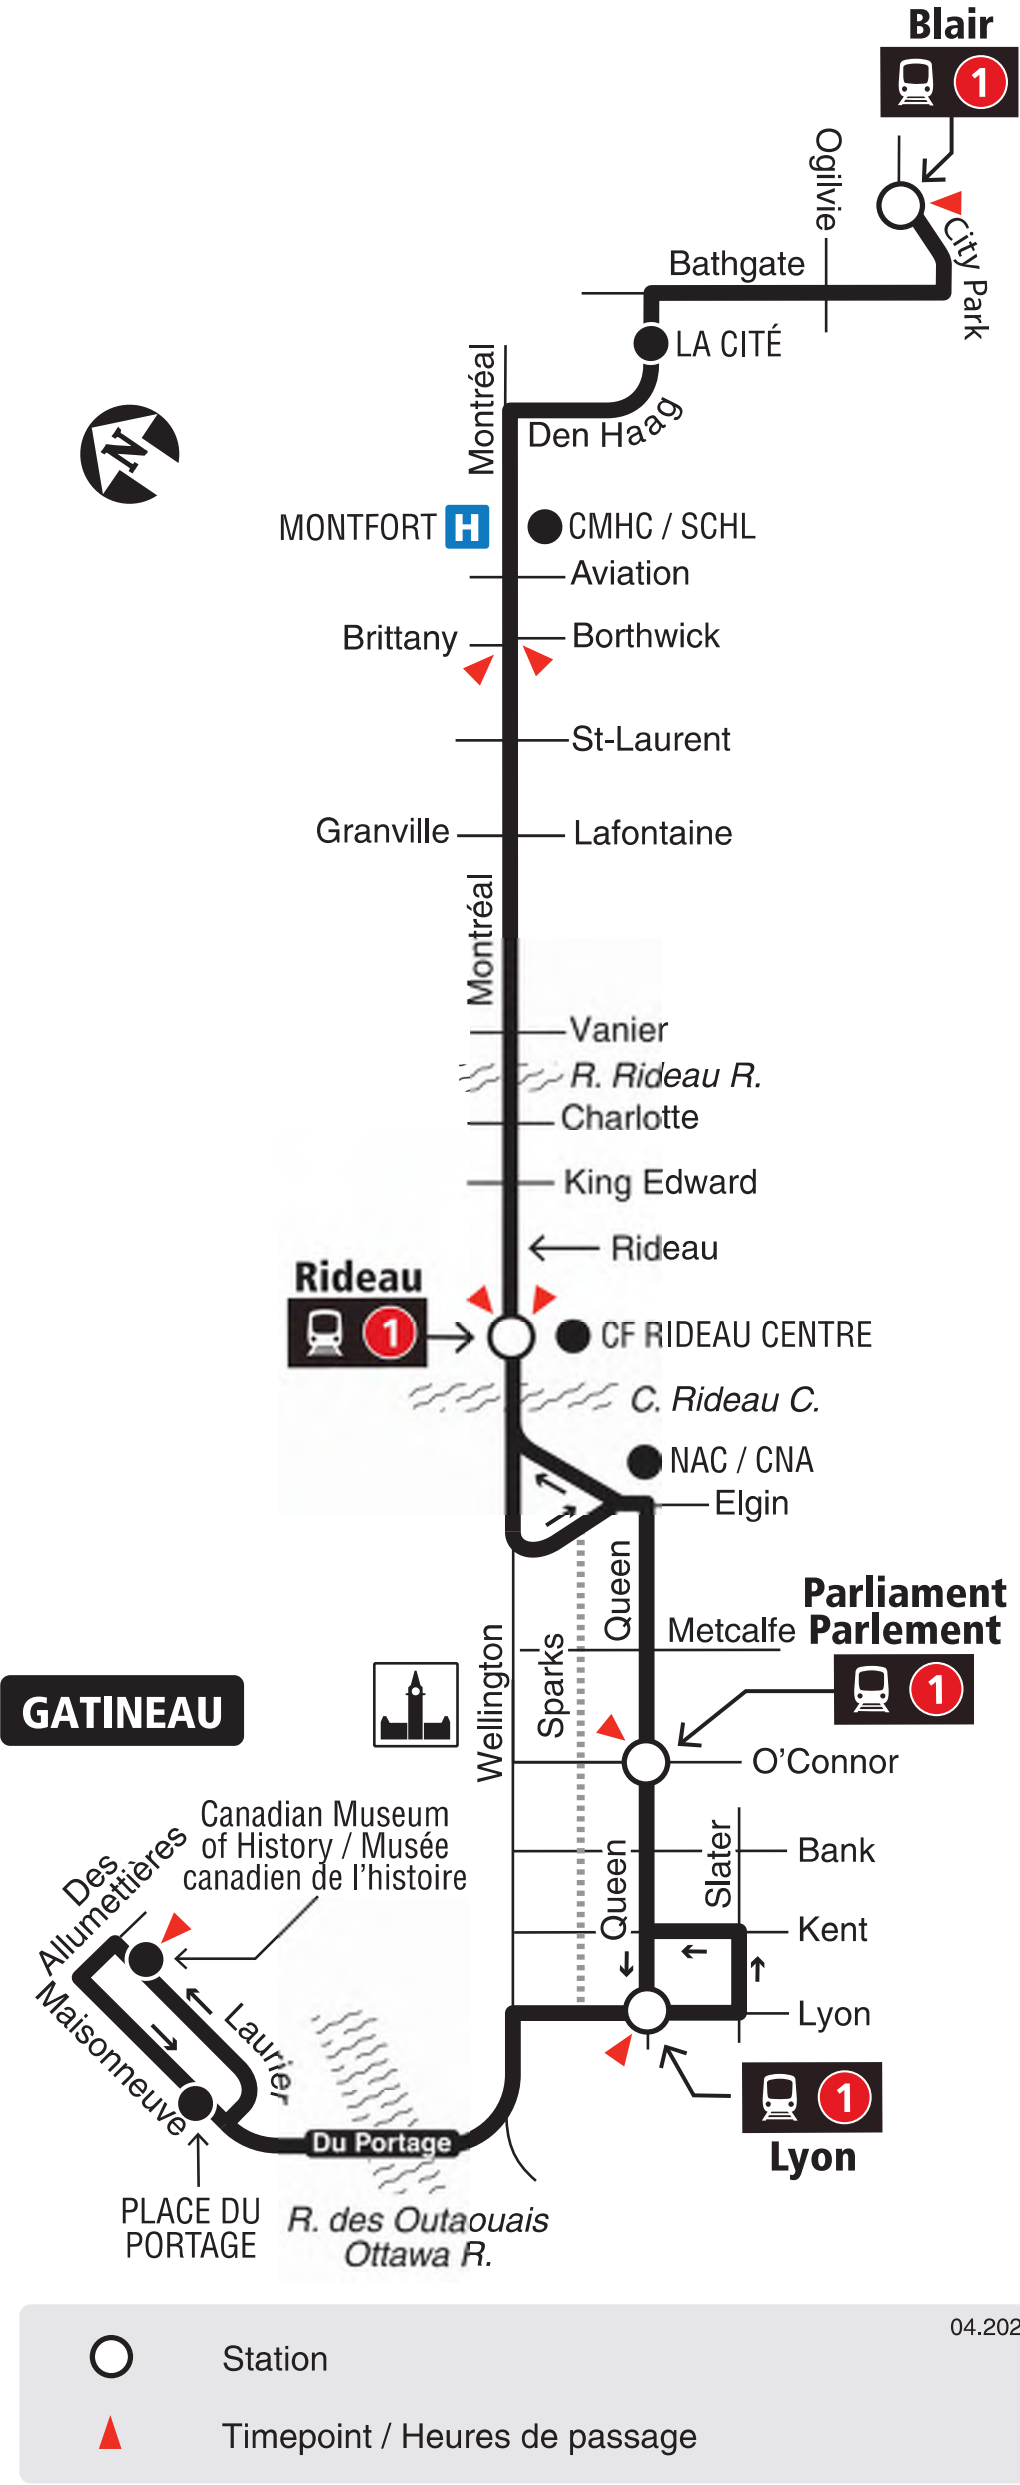 Blair
1
Ogilvie
City Park
Bathgate
LA CITÉ
Montréal
Den Haag
N
MONTFORT H
CMHC / SCHL
Aviation
Brittany
Borthwick
St-Laurent
Granville
Lafontaine
Montréal
Vanier
R. Rideau R.
Charlotte
King Edward
Rideau
Rideau
1
CF RIDEAU CENTRE
C. Rideau C.
NAC / CNA
Elgin
Queen
Parliament
Parlement
1
Metcalfe
Sparks
Wellington
GATINEAU
O'Connor
Canadian Museum
of History / Musée
canadien de l'histoire
Des
Allumettières
Bank
Slater
Queen
Kent
Lyon
Maisonneuve
Laurier
1
Lyon
Du Portage
PLACE DU
PORTAGE
R. des Outaouais
Ottawa R.
04.202
Station
Timepoint / Heures de passage